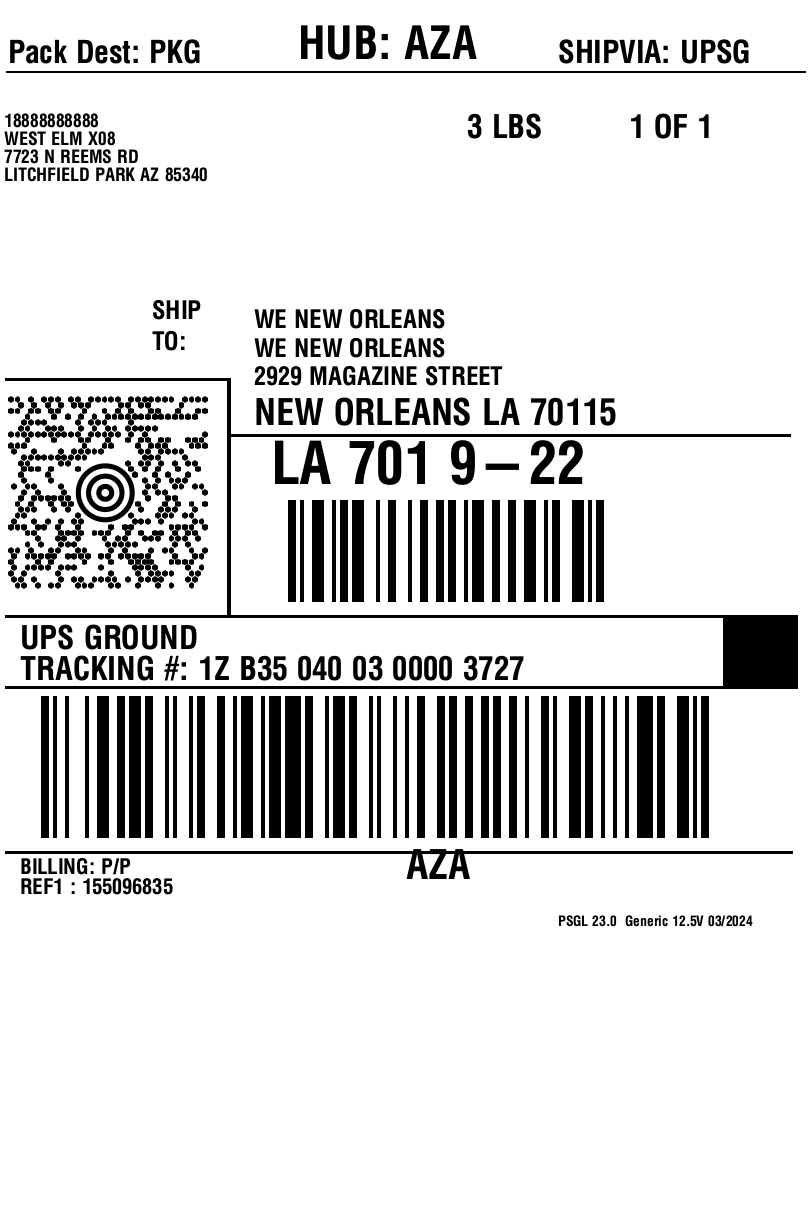 Pack Dest: PKG HUB: AZA SHIPVIA: UPSG
18888888888 3 LBS 1 OF 1
WEST ELM X08
7723 N REEMS RD
LITCHFIELD PARK AZ 85340
SHIP
TO:
WE NEW ORLEANS
WE NEW ORLEANS
2929 MAGAZINE STREET
NEW ORLEANS LA 70115
LA 701 9–22
UPS GROUND
TRACKING #: 1Z B35 040 03 0000 3727
BILLING: P/P
REF1 : 155096835
AZA
PSGL 23.0 Generic 12.5V 03/2024